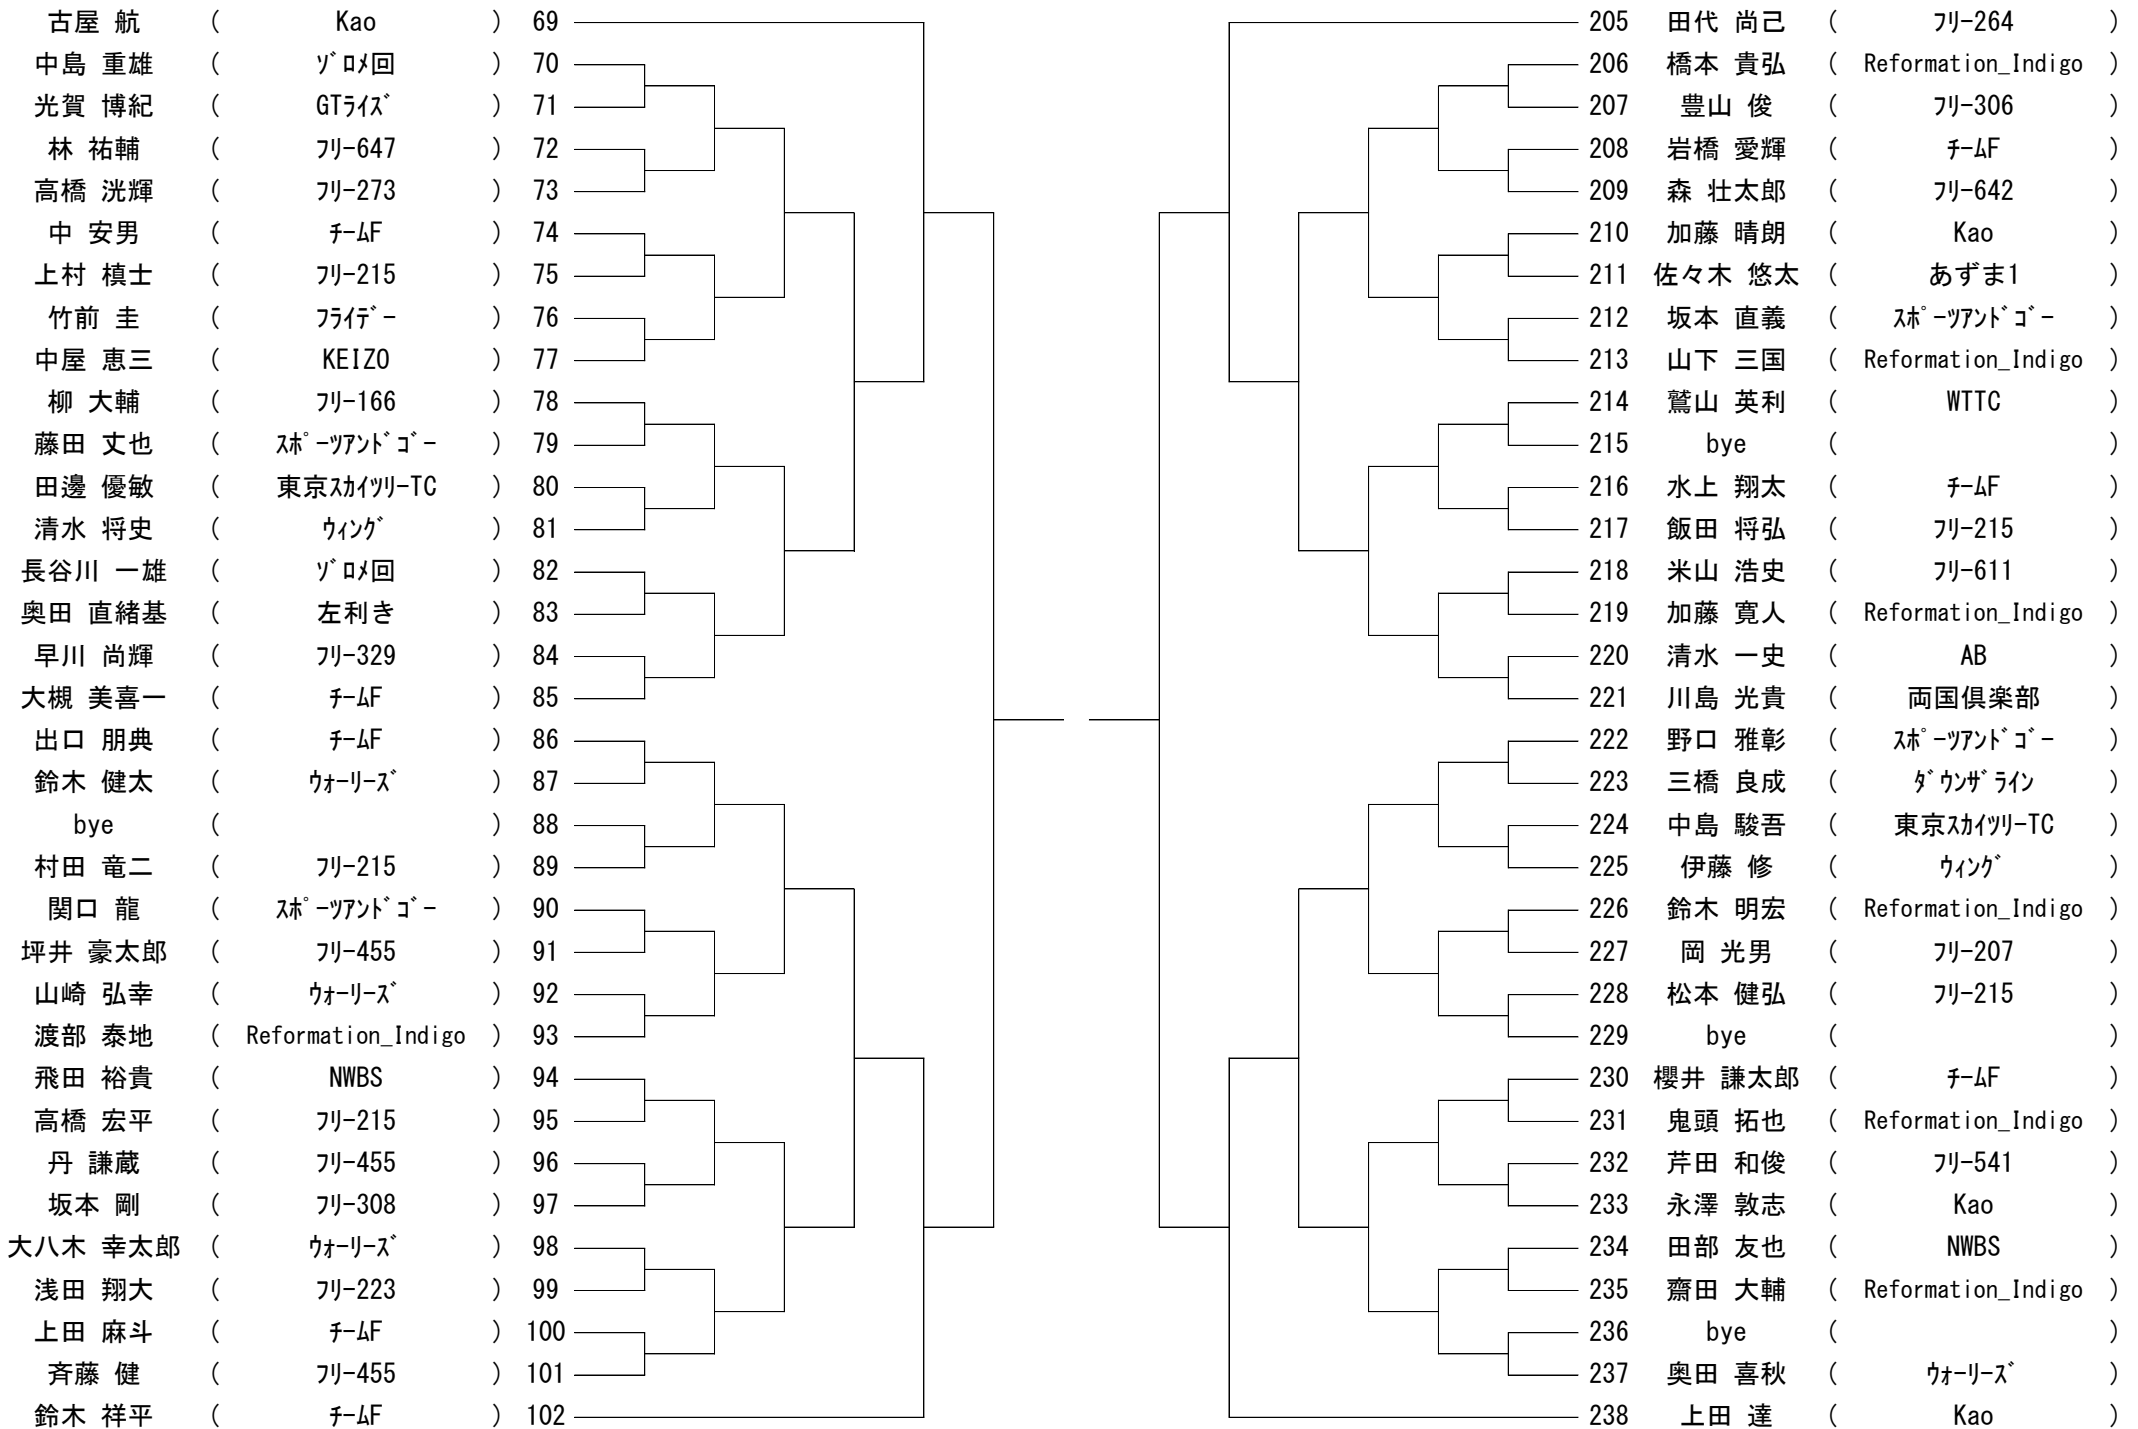 古屋 航 ( Kao ) 69
中島 重雄 ( ｿﾞﾛﾒ回 ) 70
光賀 博紀 ( GTﾗｲｽﾞ ) 71
林 祐輔 ( ﾌﾘｰ647 ) 72
高橋 洸輝 ( ﾌﾘｰ273 ) 73
中 安男 ( ﾁｰﾑF ) 74
上村 槙士 ( ﾌﾘｰ215 ) 75
竹前 圭 ( ﾌﾗｲﾃﾞｰ ) 76
中屋 恵三 ( KEIZO ) 77
柳 大輔 ( ﾌﾘｰ166 ) 78
藤田 丈也 ( ｽﾎﾟｰﾂｱﾝﾄﾞｺﾞｰ ) 79
田邊 優敏 ( 東京ｽｶｲﾂﾘｰTC ) 80
清水 将史 ( ｳｨﾝｸﾞ ) 81
長谷川 一雄 ( ｿﾞﾛﾒ回 ) 82
奥田 直緒基 ( 左利き ) 83
早川 尚輝 ( ﾌﾘｰ329 ) 84
大槻 美喜一 ( ﾁｰﾑF ) 85
出口 朋典 ( ﾁｰﾑF ) 86
鈴木 健太 ( ｳｫｰﾘｰｽﾞ ) 87
bye ( ) 88
村田 竜二 ( ﾌﾘｰ215 ) 89
関口 龍 ( ｽﾎﾟｰﾂｱﾝﾄﾞｺﾞｰ ) 90
坪井 豪太郎 ( ﾌﾘｰ455 ) 91
山崎 弘幸 ( ｳｫｰﾘｰｽﾞ ) 92
渡部 泰地 ( Reformation_Indigo ) 93
飛田 裕貴 ( NWBS ) 94
高橋 宏平 ( ﾌﾘｰ215 ) 95
丹 謙蔵 ( ﾌﾘｰ455 ) 96
坂本 剛 ( ﾌﾘｰ308 ) 97
大八木 幸太郎 ( ｳｫｰﾘｰｽﾞ ) 98
浅田 翔大 ( ﾌﾘｰ223 ) 99
上田 麻斗 ( ﾁｰﾑF ) 100
斉藤 健 ( ﾌﾘｰ455 ) 101
鈴木 祥平 ( ﾁｰﾑF ) 102
205 田代 尚己 ( ﾌﾘｰ264 )
206 橋本 貴弘 ( Reformation_Indigo )
207 豊山 俊 ( ﾌﾘｰ306 )
208 岩橋 愛輝 ( ﾁｰﾑF )
209 森 壮太郎 ( ﾌﾘｰ642 )
210 加藤 晴朗 ( Kao )
211 佐々木 悠太 ( あずま1 )
212 坂本 直義 ( ｽﾎﾟｰﾂｱﾝﾄﾞｺﾞｰ )
213 山下 三国 ( Reformation_Indigo )
214 鷲山 英利 ( WTTC )
215 bye ( )
216 水上 翔太 ( ﾁｰﾑF )
217 飯田 将弘 ( ﾌﾘｰ215 )
218 米山 浩史 ( ﾌﾘｰ611 )
219 加藤 寛人 ( Reformation_Indigo )
220 清水 一史 ( AB )
221 川島 光貴 ( 両国倶楽部 )
222 野口 雅彰 ( ｽﾎﾟｰﾂｱﾝﾄﾞｺﾞｰ )
223 三橋 良成 ( ﾀﾞｳﾝｻﾞﾗｲﾝ )
224 中島 駿吾 ( 東京ｽｶｲﾂﾘｰTC )
225 伊藤 修 ( ｳｨﾝｸﾞ )
226 鈴木 明宏 ( Reformation_Indigo )
227 岡 光男 ( ﾌﾘｰ207 )
228 松本 健弘 ( ﾌﾘｰ215 )
229 bye ( )
230 櫻井 謙太郎 ( ﾁｰﾑF )
231 鬼頭 拓也 ( Reformation_Indigo )
232 芹田 和俊 ( ﾌﾘｰ541 )
233 永澤 敦志 ( Kao )
234 田部 友也 ( NWBS )
235 齋田 大輔 ( Reformation_Indigo )
236 bye ( )
237 奥田 喜秋 ( ｳｫｰﾘｰｽﾞ )
238 上田 達 ( Kao )